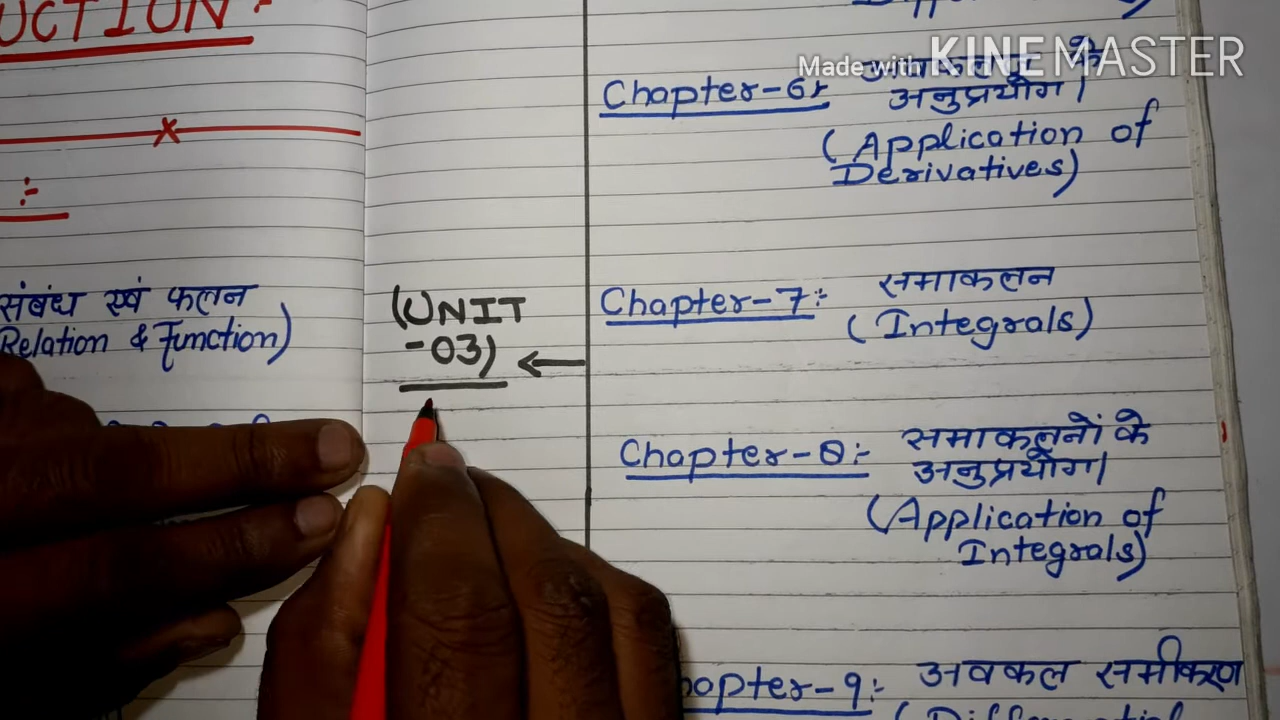 UCTION :-
:-
संबंध एवं फलन
Relation & Function)
(UNIT
-03)
Made with KINEMASTER
Chapter-6:-
के
अनुप्रयोग।
(Application of
Derivatives)
Chapter-7:-
समाकलन
(Integrals)
Chapter-8:-
समाकलनों के
अनुप्रयोग।
(Application of
Integrals)
hapter-9:-
अवकल समीकरण